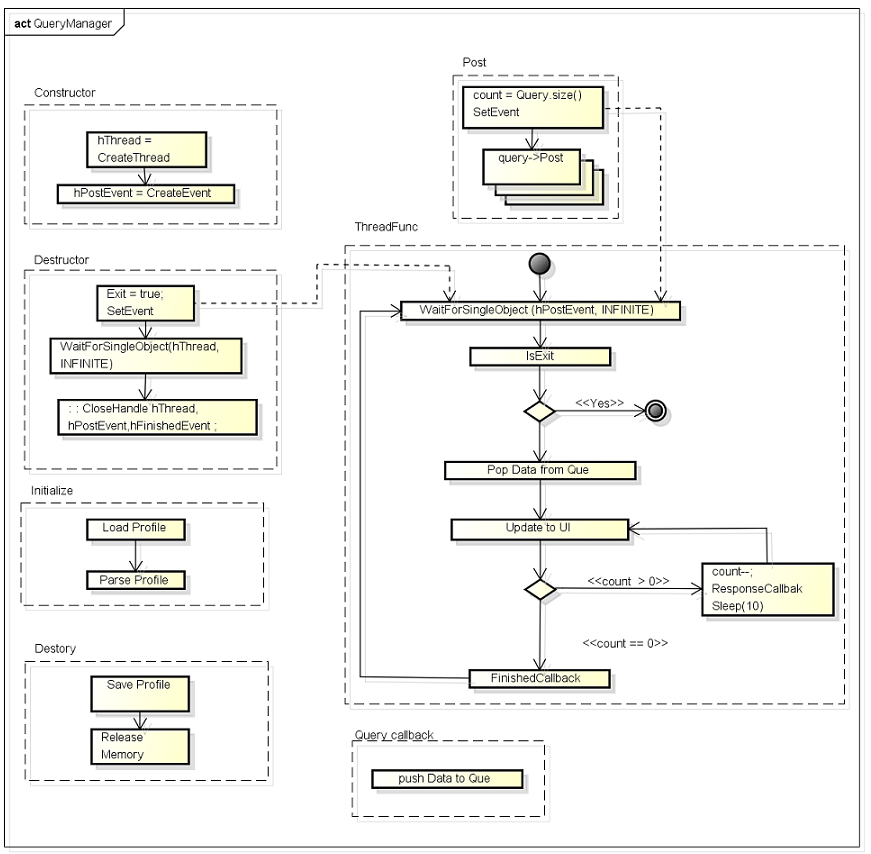 act QueryManager
Constructor
hThread =
CreateThread
hPostEvent = CreateEvent
Post
count = Query.size()
SetEvent
query->Post
Destructor
Exit = true;
SetEvent
WaitForSingleObject(hThread,
INFINITE)
: : CloseHandle hThread,
hPostEvent,hFinishedEvent ;
ThreadFunc
WaitForSingleObject (hPostEvent, INFINITE)
IsExit
<<Yes>>
Pop Data from Que
Update to UI
<<count > 0>>
count--;
ResponseCallbak
Sleep(10)
<<count == 0>>
FinishedCallback
Initialize
Load Profile
Parse Profile
Destory
Save Profile
Release
Memory
Query callback
push Data to Que